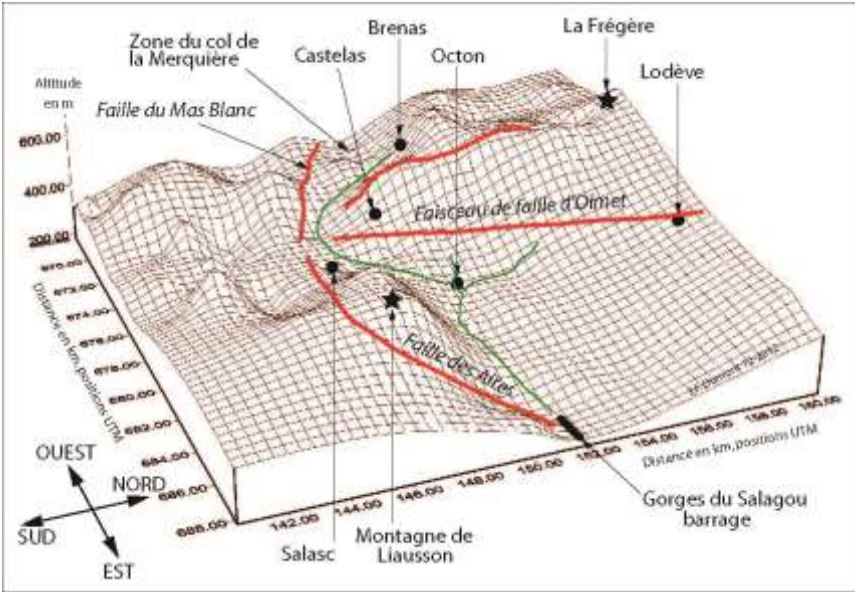 Brenas
La Frégère
Zone du col de
la Merquière
Castelas
Octon
Lodève
Altitude
en m
Faille du Mas Blanc
600.00
400.00
200.00
Faisceau de faille d'Olmet
670.00
672.00
674.00
676.00
678.00
680.00
682.00
684.00
686.00
688.00
Distance en km, positions UTM
Faille des Aires
142.00
144.00
146.00
148.00
150.00
152.00
154.00
156.00
158.00
160.00
Distance en km, positions UTM
OUEST
NORD
SUD
EST
Salasc
Montagne de
Liausson
Gorges du Salagou
barrage